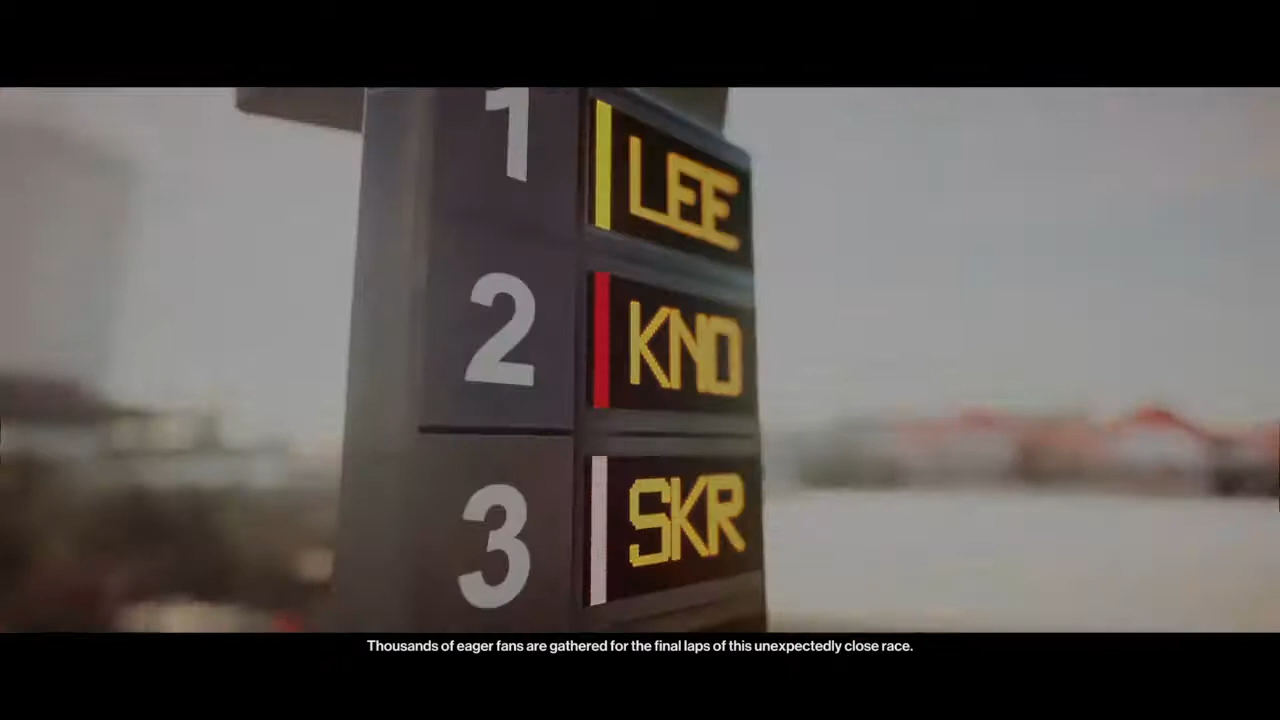 1 LEE
2 KNO
3 SKR
Thousands of eager fans are gathered for the final laps of this unexpectedly close race.